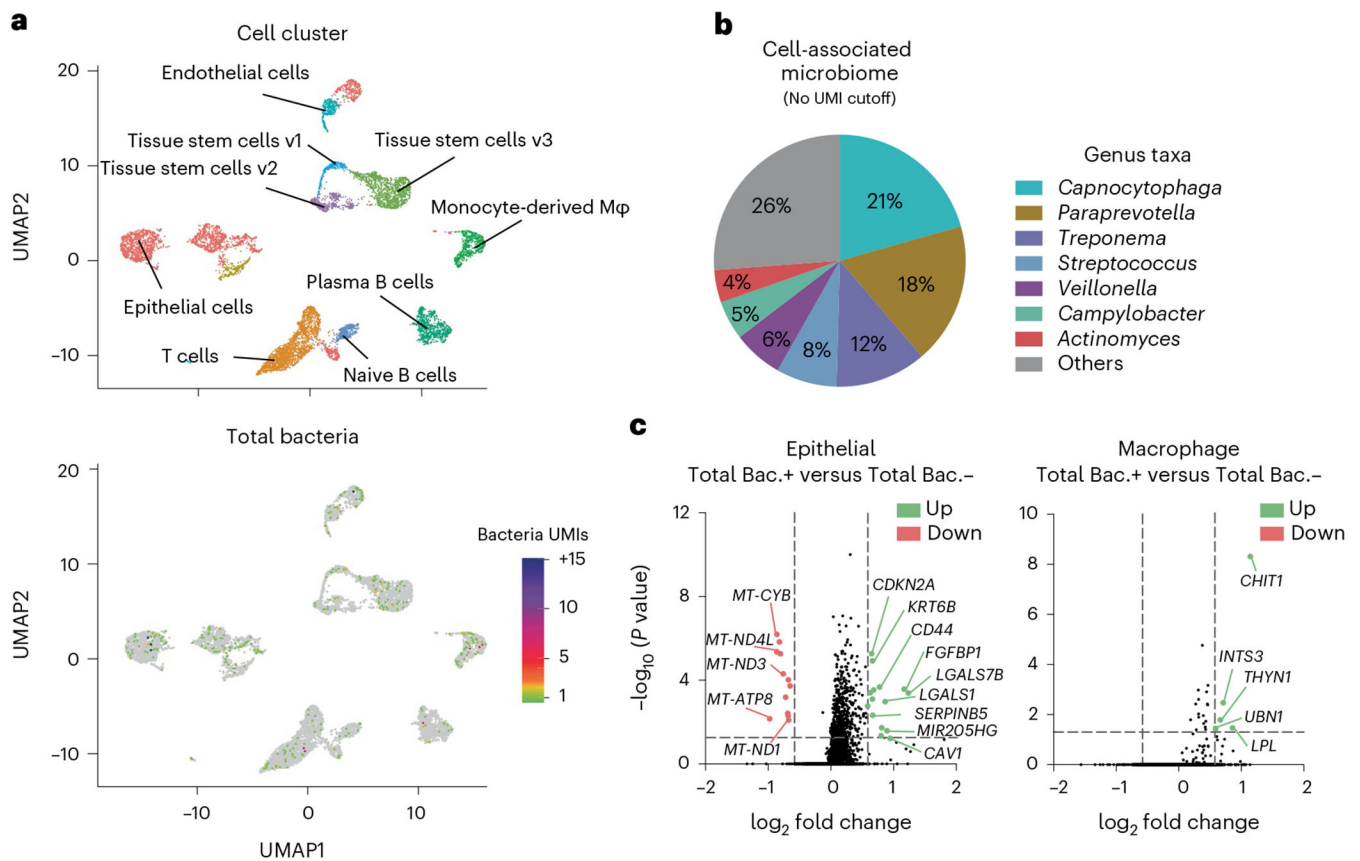 a
Cell cluster
Endothelial cells
Tissue stem cells v1
Tissue stem cells v2
Tissue stem cells v3
Monocyte-derived Mφ
Plasma B cells
Epithelial cells
T cells
Naive B cells
20
10
0
−10
UMAP2
Total bacteria
20
10
0
−10
UMAP2
−10
0
10
UMAP1
Bacteria UMIs
+15
10
5
1
b
Cell-associated
microbiome
(No UMI cutoff)
21%
18%
12%
8%
6%
5%
4%
26%
Genus taxa
Capnocytophaga
Paraprevotella
Treponema
Streptococcus
Veillonella
Campylobacter
Actinomyces
Others
c
Epithelial
Total Bac.+ versus Total Bac.−
Up
Down
12
8
4
0
−log10 (P value)
MT-CYB
MT-ND4L
MT-ND3
MT-ATP8
MT-ND1
CDKN2A
KRT6B
CD44
FGFBP1
LGALS7B
LGALS1
SERPINB5
MIR205HG
CAV1
−2
−1
0
1
2
log2 fold change
Macrophage
Total Bac.+ versus Total Bac.−
Up
Down
10
8
6
4
2
0
CHIT1
INTS3
THYN1
UBN1
LPL
−2
−1
0
1
2
log2 fold change